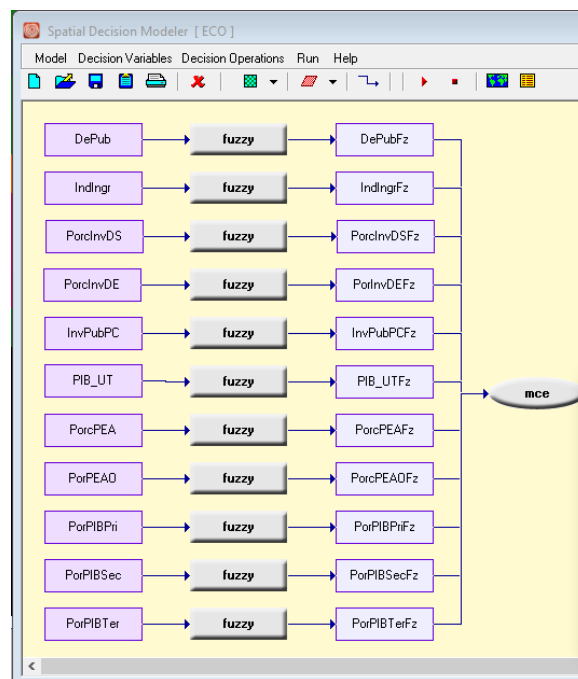 Spatial Decision Modeler [ ECO ]
Model Decision Variables Decision Operations Run Help
DePub fuzzy DePubFz
IndIngr fuzzy IndIngrFz
PorcInvDS fuzzy PorcInvDSFz
PorcInvDE fuzzy PorInvDEFz
InvPubPC fuzzy InvPubPCFz
PIB_UT fuzzy PIB_UTFz
mce
PorcPEA fuzzy PorcPEAFz
PorPEAO fuzzy PorcPEAOFz
PorPIBPri fuzzy PorPIBPriFz
PorPIBSec fuzzy PorPIBSecFz
PorPIBTer fuzzy PorPIBTerFz